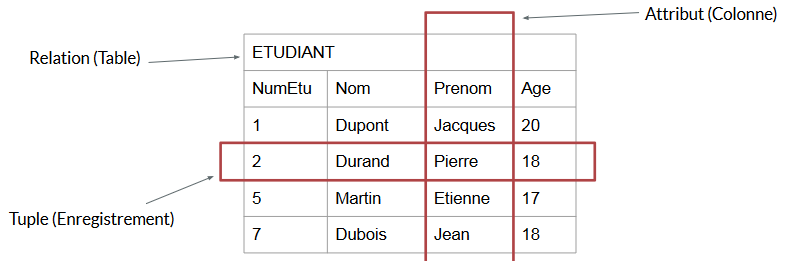 Attribut (Colonne)
Relation (Table)
ETUDIANT
NumEtu Nom Prenom Age
1 Dupont Jacques 20
2 Durand Pierre 18
5 Martin Etienne 17
7 Dubois Jean 18
Tuple (Enregistrement)